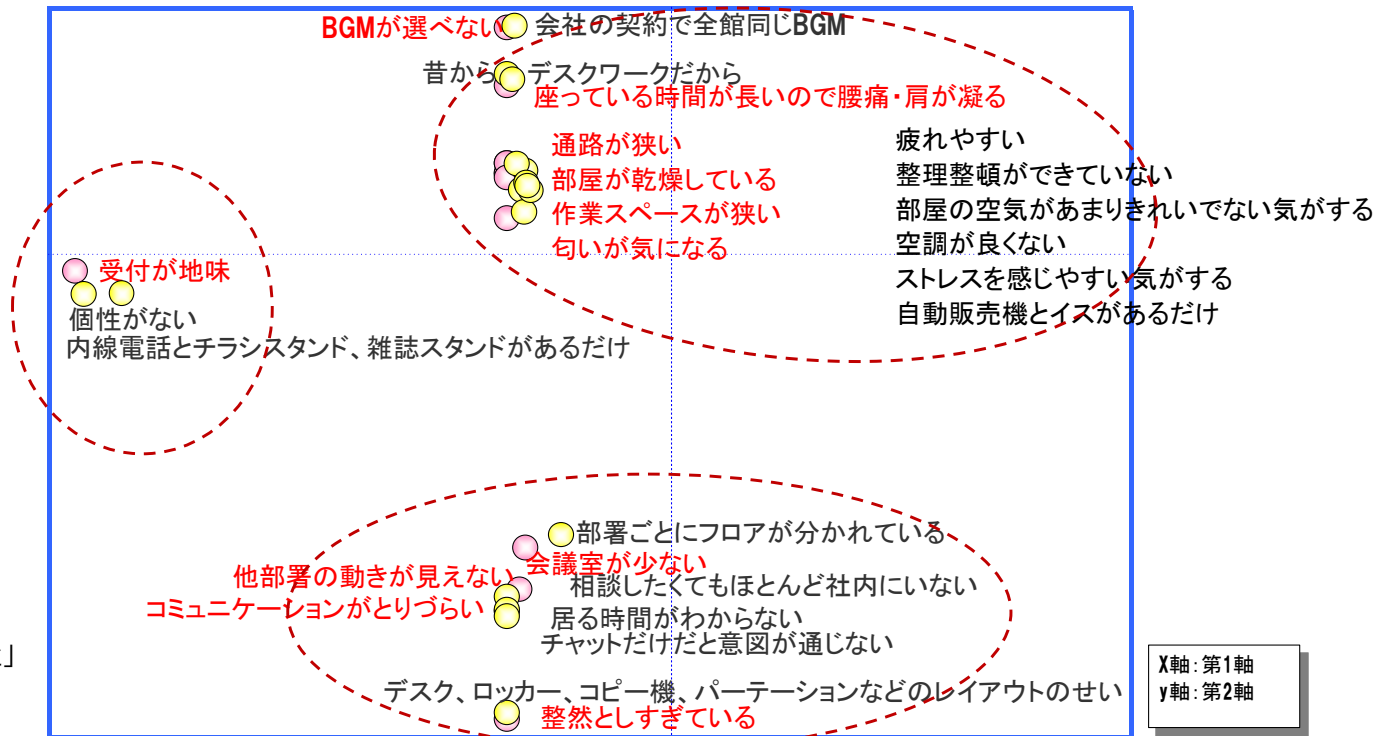 BGMが選べない
会社の契約で全館同じBGM
昔から
デスクワークだから
座っている時間が長いので腰痛・肩が凝る
通路が狭い
部屋が乾燥している
作業スペースが狭い
匂いが気になる
疲れやすい
整理整頓ができていない
部屋の空気があまりきれいでない気がする
空調が良くない
ストレスを感じやすい気がする
自動販売機とイスがあるだけ
受付が地味
個性がない
内線電話とチラシスタンド、雑誌スタンドがあるだけ
部署ごとにフロアが分かれている
会議室が少ない
他部署の動きが見えない
相談したくてもほとんど社内にいない
コミュニケーションがとりづらい
居る時間がわからない
チャットだけだと意図が通じない
」
デスク、ロッカー、コピー機、パーテーションなどのレイアウトのせい
整然としすぎている
X軸：第1軸
y軸：第2軸